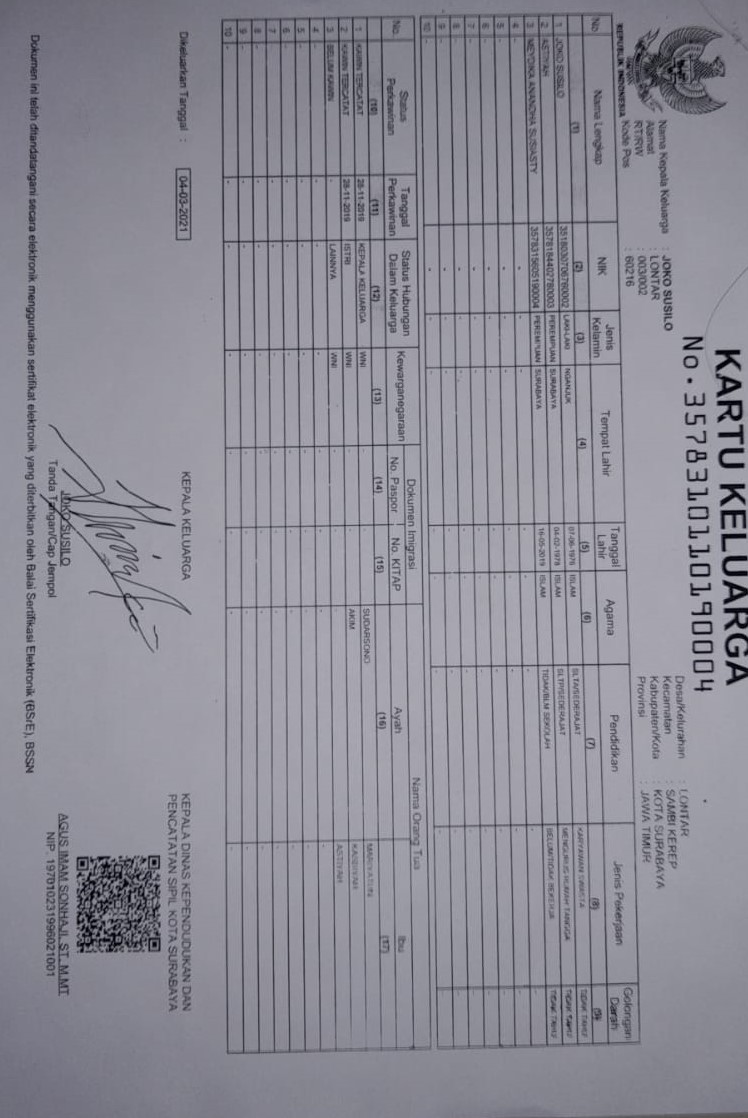 KARTU KELUARGA
No. 3578310110190004
REPUBLIK INDONESIA
Nama Kepala Keluarga : JOKO SUSILO
Alamat : LONTAR
RT/RW : 003/002
Kode Pos : 60216
Desa/Kelurahan : LONTAR
Kecamatan : SAMBI KEREP
Kabupaten/Kota : KOTA SURABAYA
Provinsi : JAWA TIMUR
No Nama Lengkap NIK Jenis Kelamin Tempat Lahir Tanggal Lahir Agama Pendidikan Jenis Pekerjaan Golongan Darah
(1) (2) (3) (4) (5) (6) (7) (8) (9)
1 JOKO SUSILO 3518030706760002 LAKI-LAKI NGANJUK 07-06-1976 ISLAM SLTA/SEDERAJAT KARYAWAN SWASTA TIDAK TAHU
2 ASTIYAH 3578184402780003 PEREMPUAN SURABAYA 04-02-1978 ISLAM SLTP/SEDERAJAT MENGURUS RUMAH TANGGA TIDAK TAHU
3 MEYDIKA ANANDHA SUSIASTY 3578315605190004 PEREMPUAN SURABAYA 16-05-2019 ISLAM TIDAK/BLM SEKOLAH BELUM/TIDAK BEKERJA TIDAK TAHU
4 - - - - - - -
5 - - - - - - -
6 - - - - - - -
7 - - - - - - -
8 - - - - - - -
9 - - - - - - -
10 - - - - - - -
No. Status Perkawinan Tanggal Perkawinan Status Hubungan Dalam Keluarga Kewarganegaraan Dokumen Imigrasi Nama Orang Tua
No. Paspor No. KITAP Ayah Ibu
(10) (11) (12) (13) (14) (15) (16) (17)
1 KAWIN TERCATAT 28-11-2019 KEPALA KELUARGA WNI - - SUDARSONO
2 KAWIN TERCATAT 28-11-2019 ISTRI WNI - - AKIM KASDIYAH
3 BELUM KAWIN - LAINNYA WNI - - - ASTIYAH
4 - - - - - - - -
5 - - - - - - - -
6 - - - - - - - -
7 - - - - - - - -
8 - - - - - - - -
9 - - - - - - - -
10 - - - - - - - -
Dikeluarkan Tanggal : 04-03-2021
KEPALA KELUARGA
JOKO SUSILO
Tanda Tangan/Cap Jempol
KEPALA DINAS KEPENDUDUKAN DAN
PENCATATAN SIPIL KOTA SURABAYA
AGUS IMAM SONHAJI, ST, M.MT
NIP. 197010231996021001
Dokumen ini telah ditandatangani secara elektronik menggunakan sertifikat elektronik yang diterbitkan oleh Balai Sertifikasi Elektronik (BSrE), BSSN